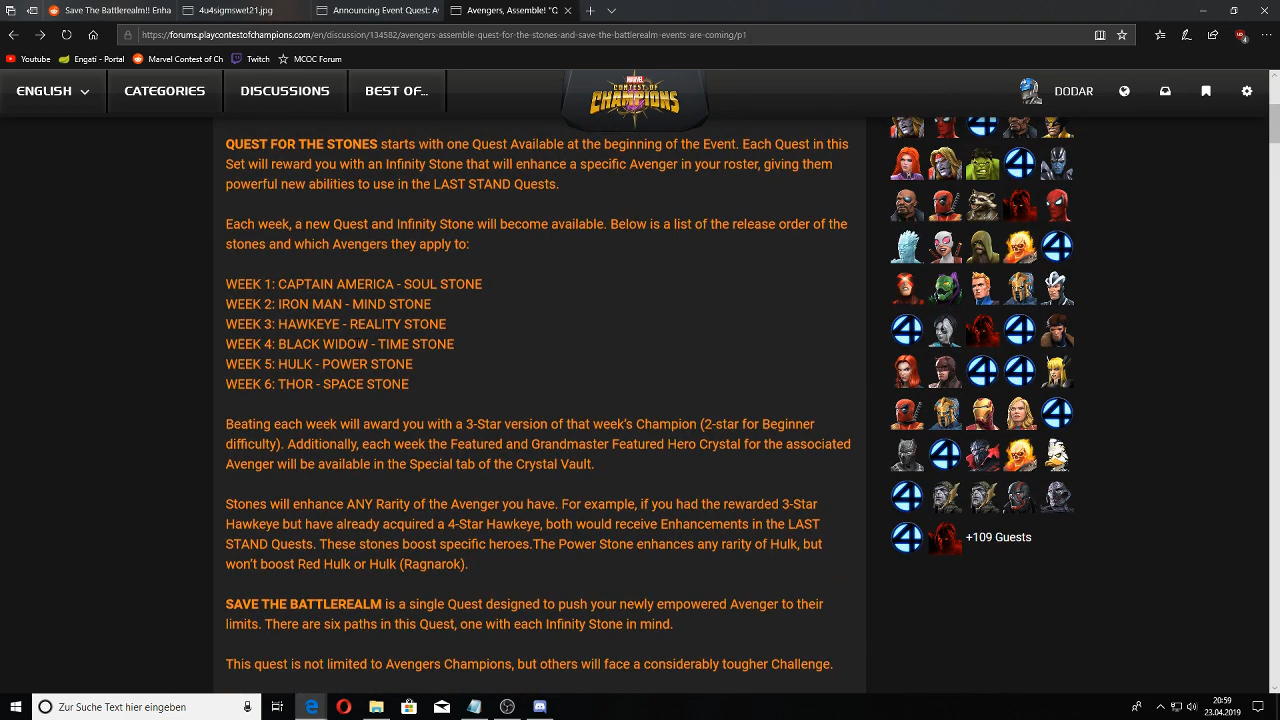 Save The Battlerealm!! Enha
4u4sigmswet21.jpg
Announcing Event Quest: Av
Avengers, Assemble! "Q
https://forums.playcontestofchampions.com/en/discussion/134582/avengers-assemble-quest-for-the-stones-and-save-the-battlerealm-events-are-coming/p1
Youtube
Engati - Portal
Marvel Contest of Ch
Twitch
MCOC Forum
ENGLISH
CATEGORIES
DISCUSSIONS
BEST OF...
MARVEL
CONTEST OF
CHAMPIONS
DODAR
QUEST FOR THE STONES starts with one Quest Available at the beginning of the Event. Each Quest in this
Set will reward you with an Infinity Stone that will enhance a specific Avenger in your roster, giving them
powerful new abilities to use in the LAST STAND Quests.
Each week, a new Quest and Infinity Stone will become available. Below is a list of the release order of the
stones and which Avengers they apply to:
WEEK 1: CAPTAIN AMERICA - SOUL STONE
WEEK 2: IRON MAN - MIND STONE
WEEK 3: HAWKEYE - REALITY STONE
WEEK 4: BLACK WIDOW - TIME STONE
WEEK 5: HULK - POWER STONE
WEEK 6: THOR - SPACE STONE
Beating each week will award you with a 3-Star version of that week's Champion (2-star for Beginner
difficulty). Additionally, each week the Featured and Grandmaster Featured Hero Crystal for the associated
Avenger will be available in the Special tab of the Crystal Vault.
Stones will enhance ANY Rarity of the Avenger you have. For example, if you had the rewarded 3-Star
Hawkeye but have already acquired a 4-Star Hawkeye, both would receive Enhancements in the LAST
STAND Quests. These stones boost specific heroes.The Power Stone enhances any rarity of Hulk, but
won't boost Red Hulk or Hulk (Ragnarok).
SAVE THE BATTLEREALM is a single Quest designed to push your newly empowered Avenger to their
limits. There are six paths in this Quest, one with each Infinity Stone in mind.
This quest is not limited to Avengers Champions, but others will face a considerably tougher Challenge.
+109 Guests
Zur Suche Text hier eingeben
20:59
23.04.2019